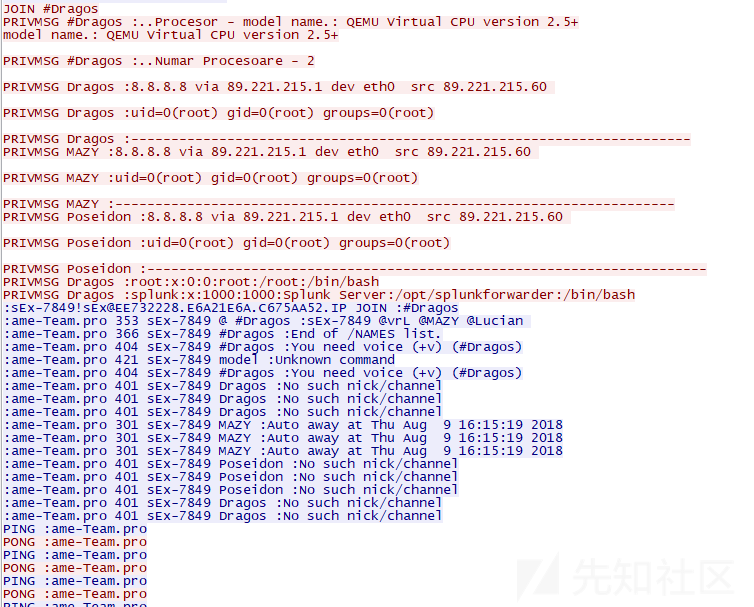 JOIN #Dragos
PRIVMSG #Dragos :..Procesor - model name.: QEMU Virtual CPU version 2.5+
model name.: QEMU Virtual CPU version 2.5+
PRIVMSG #Dragos :..Numar Procesoare - 2
PRIVMSG Dragos :8.8.8.8 via 89.221.215.1 dev eth0  src 89.221.215.60
PRIVMSG Dragos :uid=0(root) gid=0(root) groups=0(root)
PRIVMSG Dragos :----------------------------------------------------------------------
PRIVMSG MAZY :8.8.8.8 via 89.221.215.1 dev eth0  src 89.221.215.60
PRIVMSG MAZY :uid=0(root) gid=0(root) groups=0(root)
PRIVMSG MAZY :----------------------------------------------------------------------
PRIVMSG Poseidon :8.8.8.8 via 89.221.215.1 dev eth0  src 89.221.215.60
PRIVMSG Poseidon :uid=0(root) gid=0(root) groups=0(root)
PRIVMSG Poseidon :----------------------------------------------------------------------
PRIVMSG Dragos :root:x:0:0:root:/root:/bin/bash
PRIVMSG Dragos :splunk:x:1000:1000:Splunk Server:/opt/splunkforwarder:/bin/bash
:sEx-7849!sEx@EE732228.E6A21E6A.C675AA52.IP JOIN :#Dragos
:ame-Team.pro 353 sEx-7849 @ #Dragos :sEx-7849 @vrL @MAZY @Lucian
:ame-Team.pro 366 sEx-7849 #Dragos :End of /NAMES list.
:ame-Team.pro 404 sEx-7849 #Dragos :You need voice (+v) (#Dragos)
:ame-Team.pro 421 sEx-7849 model :Unknown command
:ame-Team.pro 404 sEx-7849 #Dragos :You need voice (+v) (#Dragos)
:ame-Team.pro 401 sEx-7849 Dragos :No such nick/channel
:ame-Team.pro 401 sEx-7849 Dragos :No such nick/channel
:ame-Team.pro 401 sEx-7849 Dragos :No such nick/channel
:ame-Team.pro 301 sEx-7849 MAZY :Auto away at Thu Aug  9 16:15:19 2018
:ame-Team.pro 301 sEx-7849 MAZY :Auto away at Thu Aug  9 16:15:19 2018
:ame-Team.pro 301 sEx-7849 MAZY :Auto away at Thu Aug  9 16:15:19 2018
:ame-Team.pro 401 sEx-7849 Poseidon :No such nick/channel
:ame-Team.pro 401 sEx-7849 Poseidon :No such nick/channel
:ame-Team.pro 401 sEx-7849 Poseidon :No such nick/channel
:ame-Team.pro 401 sEx-7849 Dragos :No such nick/channel
:ame-Team.pro 401 sEx-7849 Dragos :No such nick/channel
PING :ame-Team.pro
PONG :ame-Team.pro
PING :ame-Team.pro
PONG :ame-Team.pro
PING :ame-Team.pro
PONG :ame-Team.pro
PING :ame-Team.pro
先知社区